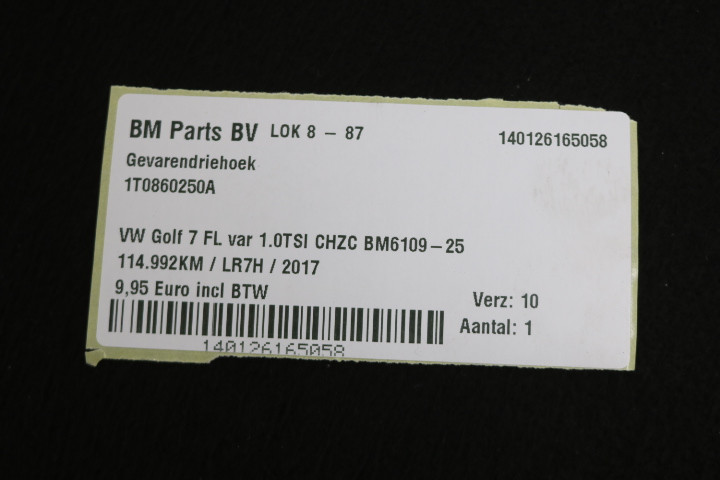 BM Parts BV LOK 8 - 87 140126165058
Gevarendriehoek
1T0860250A
VW Golf 7 FL var 1.0TSI CHZC BM6109-25
114.992KM / LR7H / 2017
9,95 Euro incl BTW
Verz: 10
Aantal: 1
140126165058